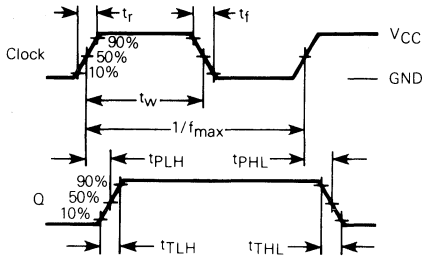 tr
tf
VCC
90%
Clock
50%
10%
GND
tw
1/fmax
tPLH
tPHL
90%
50%
Q
10%
tTLH
tTHL